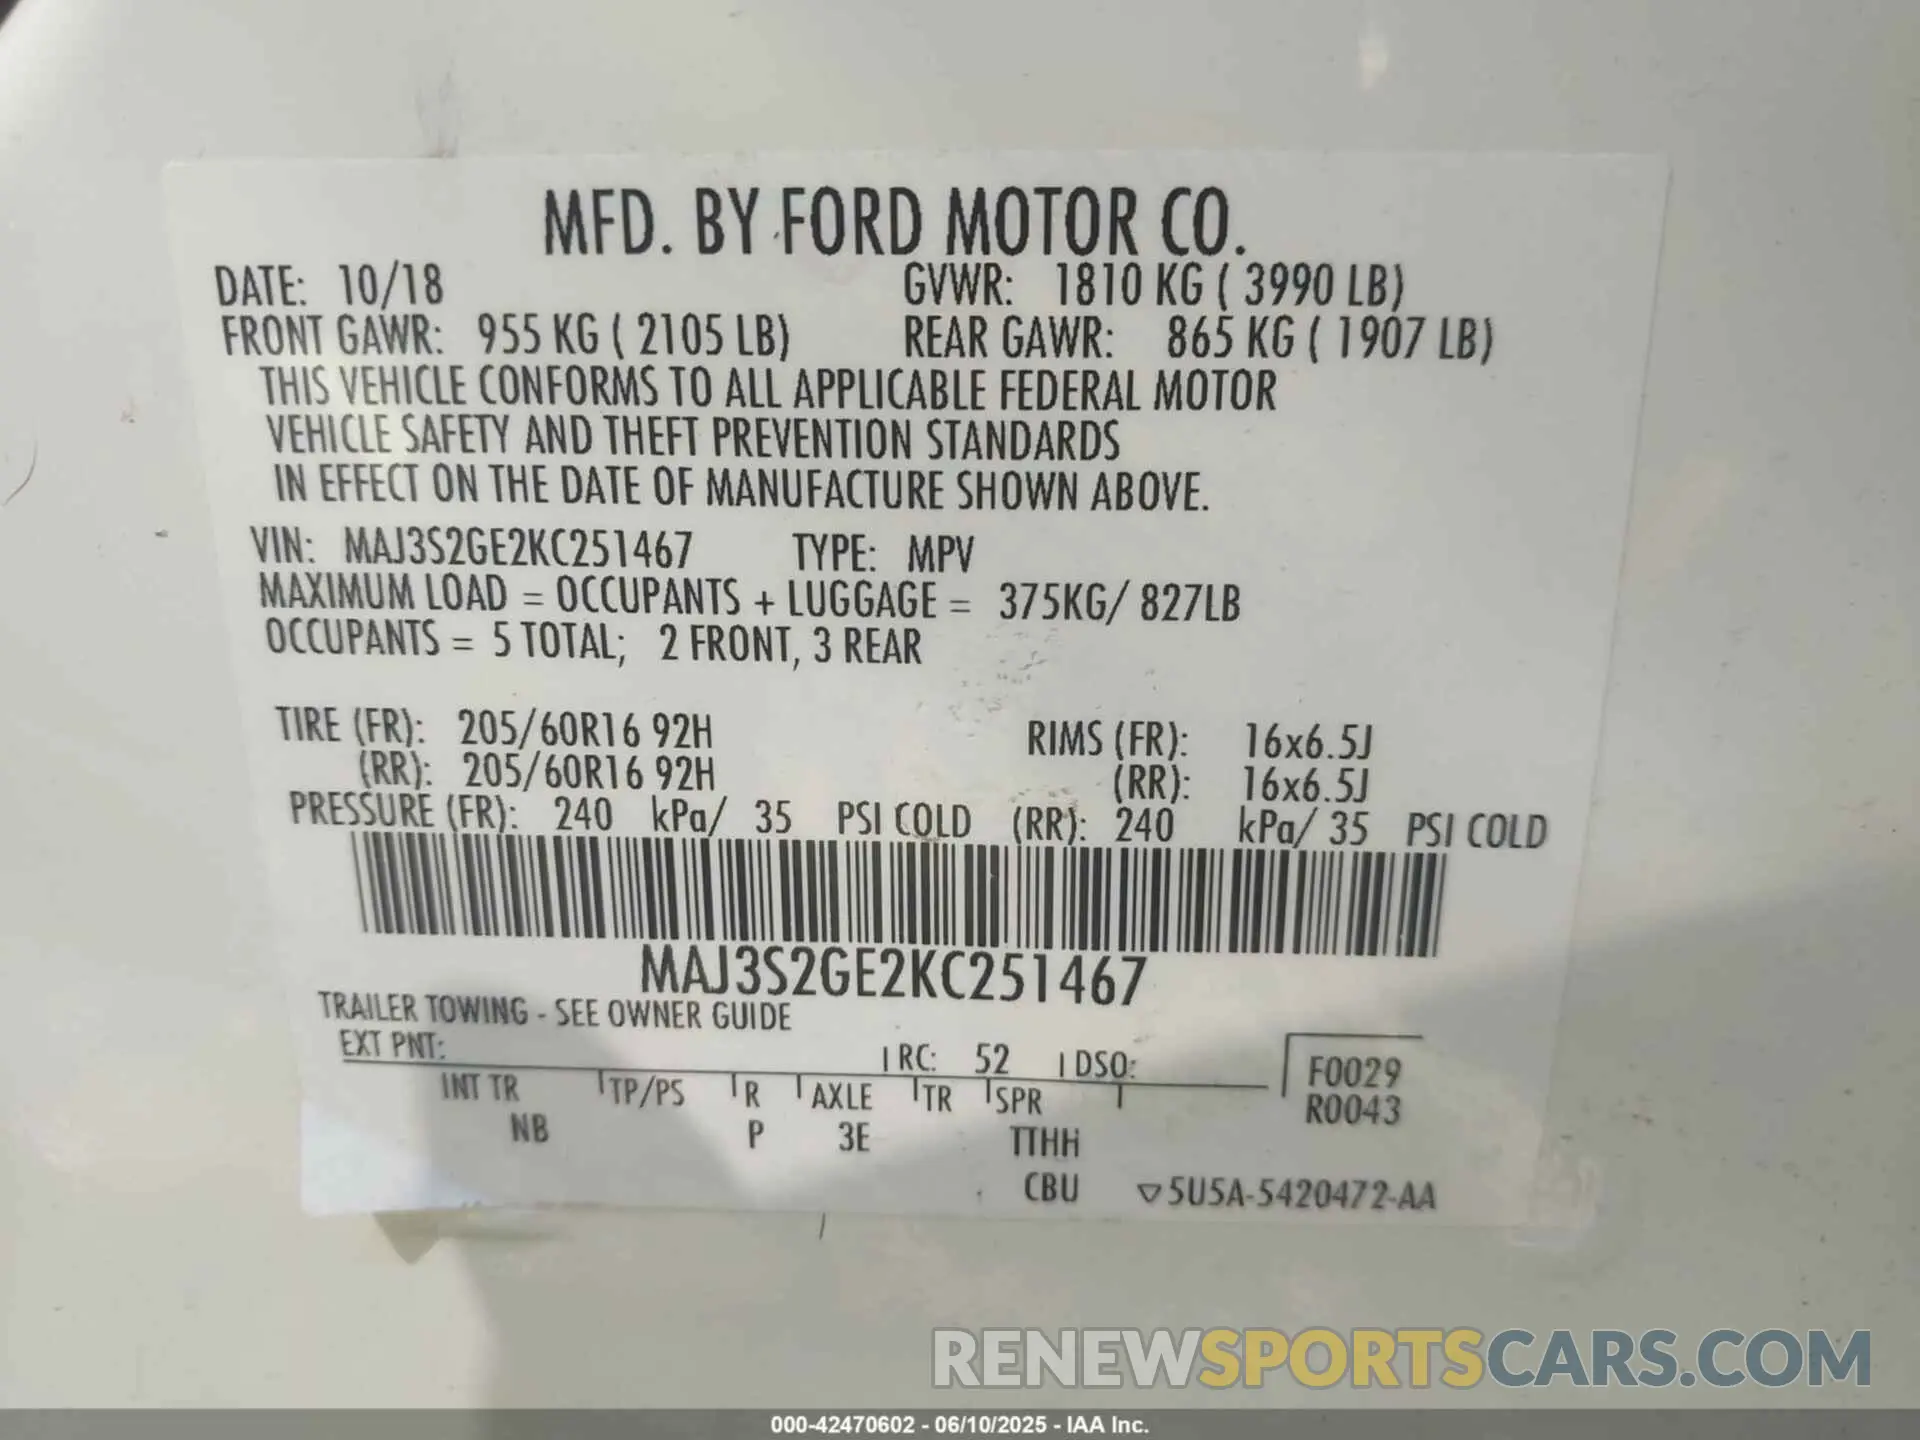 MFD. BY FORD MOTOR CO.
DATE: 10/18 GVWR: 1810 KG ( 3990 LB)
FRONT GAWR: 955 KG ( 2105 LB) REAR GAWR: 865 KG ( 1907 LB)
THIS VEHICLE CONFORMS TO ALL APPLICABLE FEDERAL MOTOR
VEHICLE SAFETY AND THEFT PREVENTION STANDARDS
IN EFFECT ON THE DATE OF MANUFACTURE SHOWN ABOVE.
VIN: MAJ3S2GE2KC251467 TYPE: MPV
MAXIMUM LOAD = OCCUPANTS + LUGGAGE = 375KG/ 827LB
OCCUPANTS = 5 TOTAL; 2 FRONT, 3 REAR
TIRE (FR): 205/60R16 92H RIMS (FR): 16x6.5J
(RR): 205/60R16 92H (RR): 16x6.5J
PRESSURE (FR): 240 kPa/ 35 PSI COLD (RR): 240 kPa/ 35 PSI COLD
MAJ3S2GE2KC251467
TRAILER TOWING - SEE OWNER GUIDE
EXT PNT: RC: 52 DSO: F0029
INT TR TP/PS R AXLE TR SPR R0043
NB P 3E TTHH
CBU ▽5U5A-5420472-AA
RENEWSPORTSCARS.COM
000-42470602 - 06/10/2025 - IAA Inc.